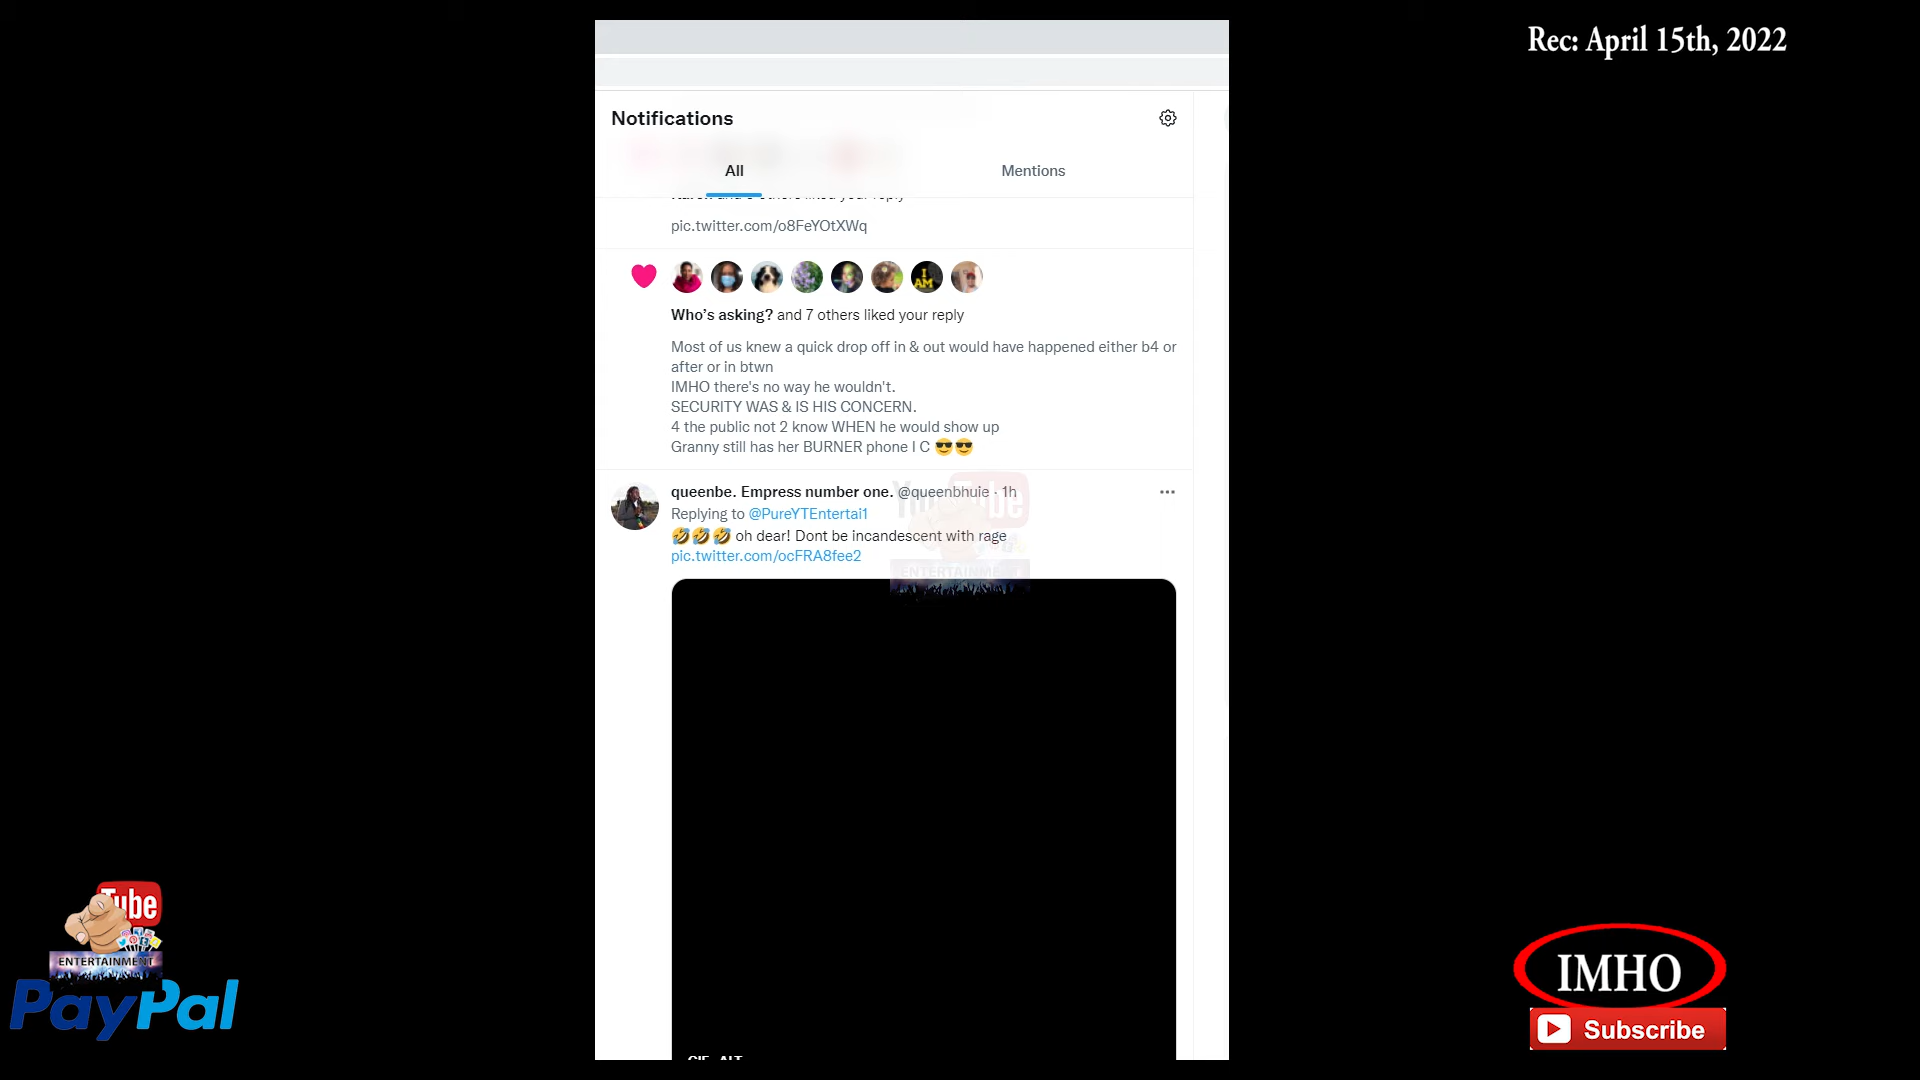 Rec: April 15th, 2022
Notifications
All
Mentions
pic.twitter.com/o8FeYOtXWq
I AM
Who's asking? and 7 others liked your reply
Most of us knew a quick drop off in & out would have happened either b4 or
after or in btwn
IMHO there's no way he wouldn't.
SECURITY WAS & IS HIS CONCERN.
4 the public not 2 know WHEN he would show up
Granny still has her BURNER phone I C 😎😎
queenbe. Empress number one. @queenbhuie · 1h
Replying to @PureYTEntertai1
🤣🤣🤣 oh dear! Dont be incandescent with rage
pic.twitter.com/ocFRA8fee2
GIF ALT
Tube
ENTERTAINMENT
PayPal
IMHO
Subscribe